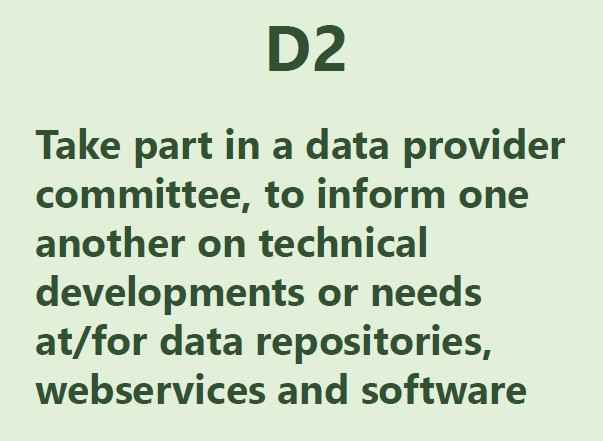 D2
Take part in a data provider
committee, to inform one
another on technical
developments or needs
at/for data repositories,
webservices and software